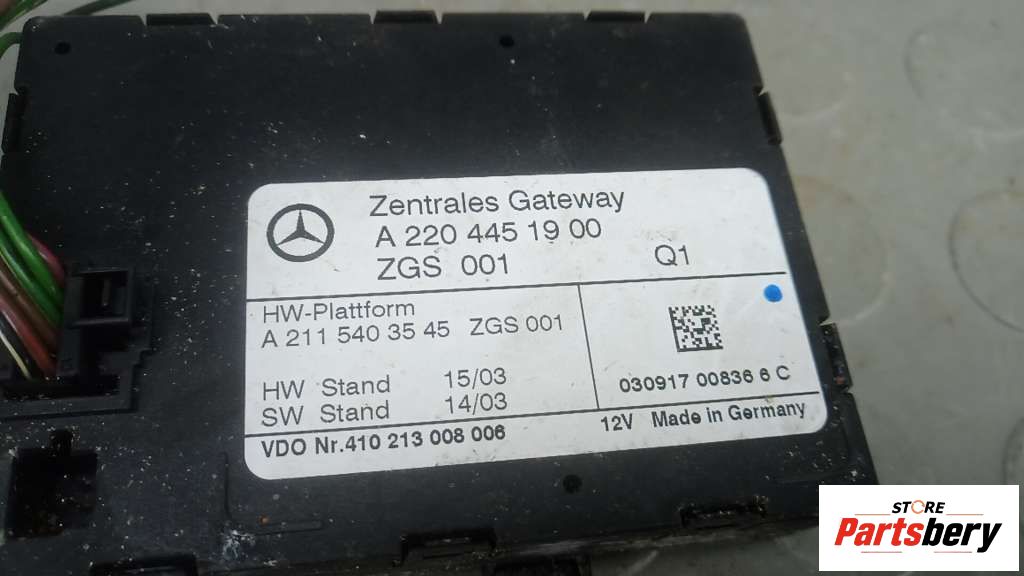 Zentrales Gateway
A 220 445 19 00
ZGS 001 Q1
HW-Plattform
A 211 540 35 45 ZGS 001
HW Stand 15/03
SW Stand 14/03
030917 00836 6 C
VDO Nr.410 213 008 006
12V Made in Germany
STORE
Partsbery